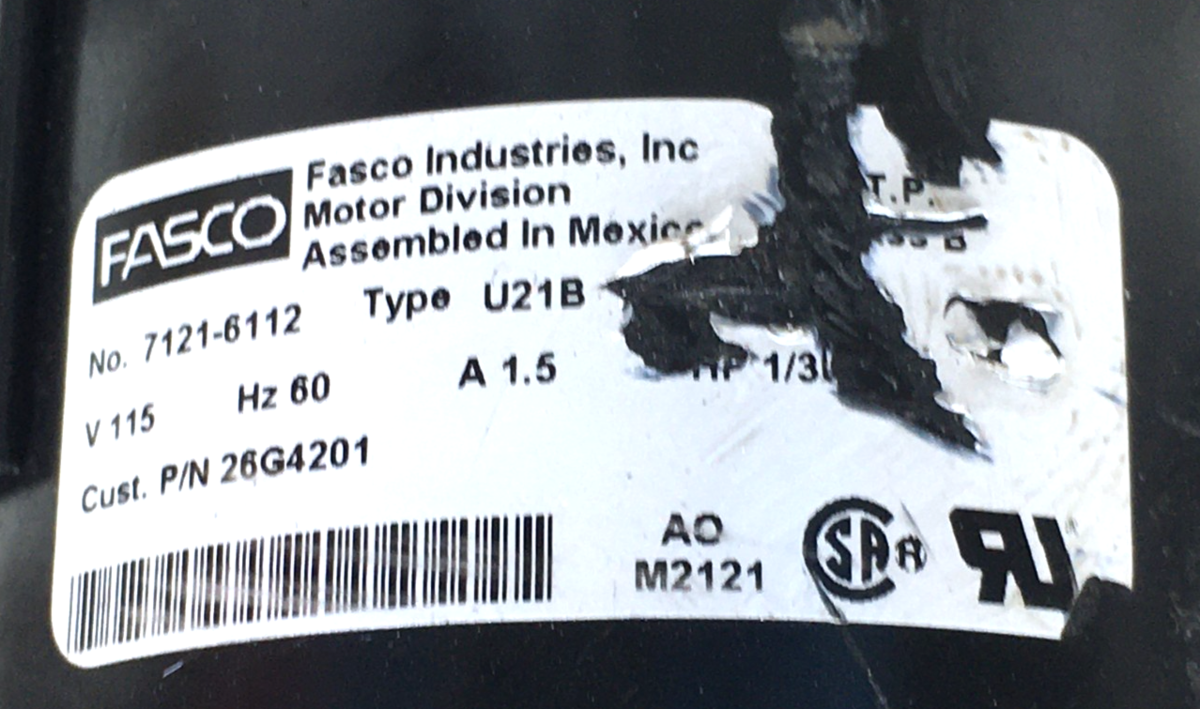 FASCO
Fasco Industries, Inc
Motor Division
Assembled In Mexico
T.P.
B
No. 7121-6112 Type U21B
V 115 Hz 60 A 1.5 HP
Cust. P/N 26G4201
AO
M2121